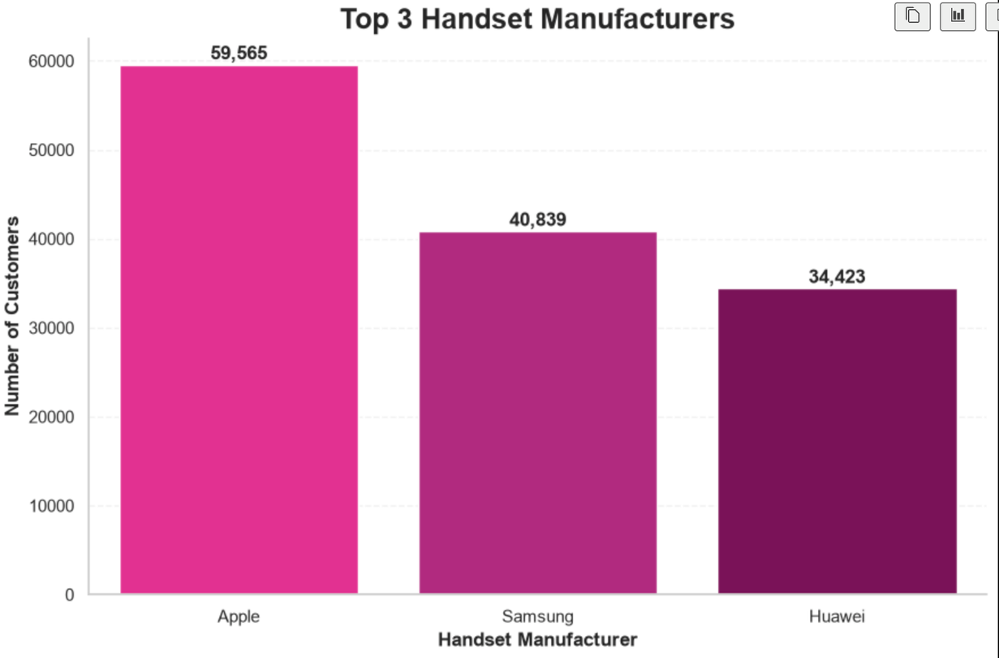 Top 3 Handset Manufacturers
59,565
40,839
34,423
60000
50000
40000
30000
20000
10000
0
Number of Customers
Apple
Samsung
Huawei
Handset Manufacturer